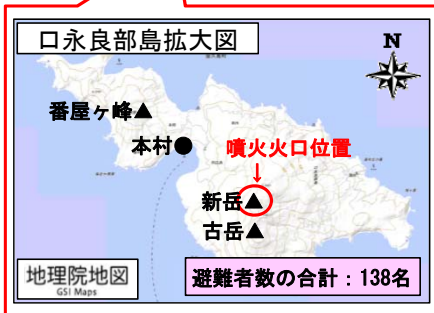 口永良部島拡大図
N
番屋ヶ峰▲
本村●
噴火火口位置
↓
新岳▲
古岳▲
地理院地図
GSI Maps
避難者数の合計：138名